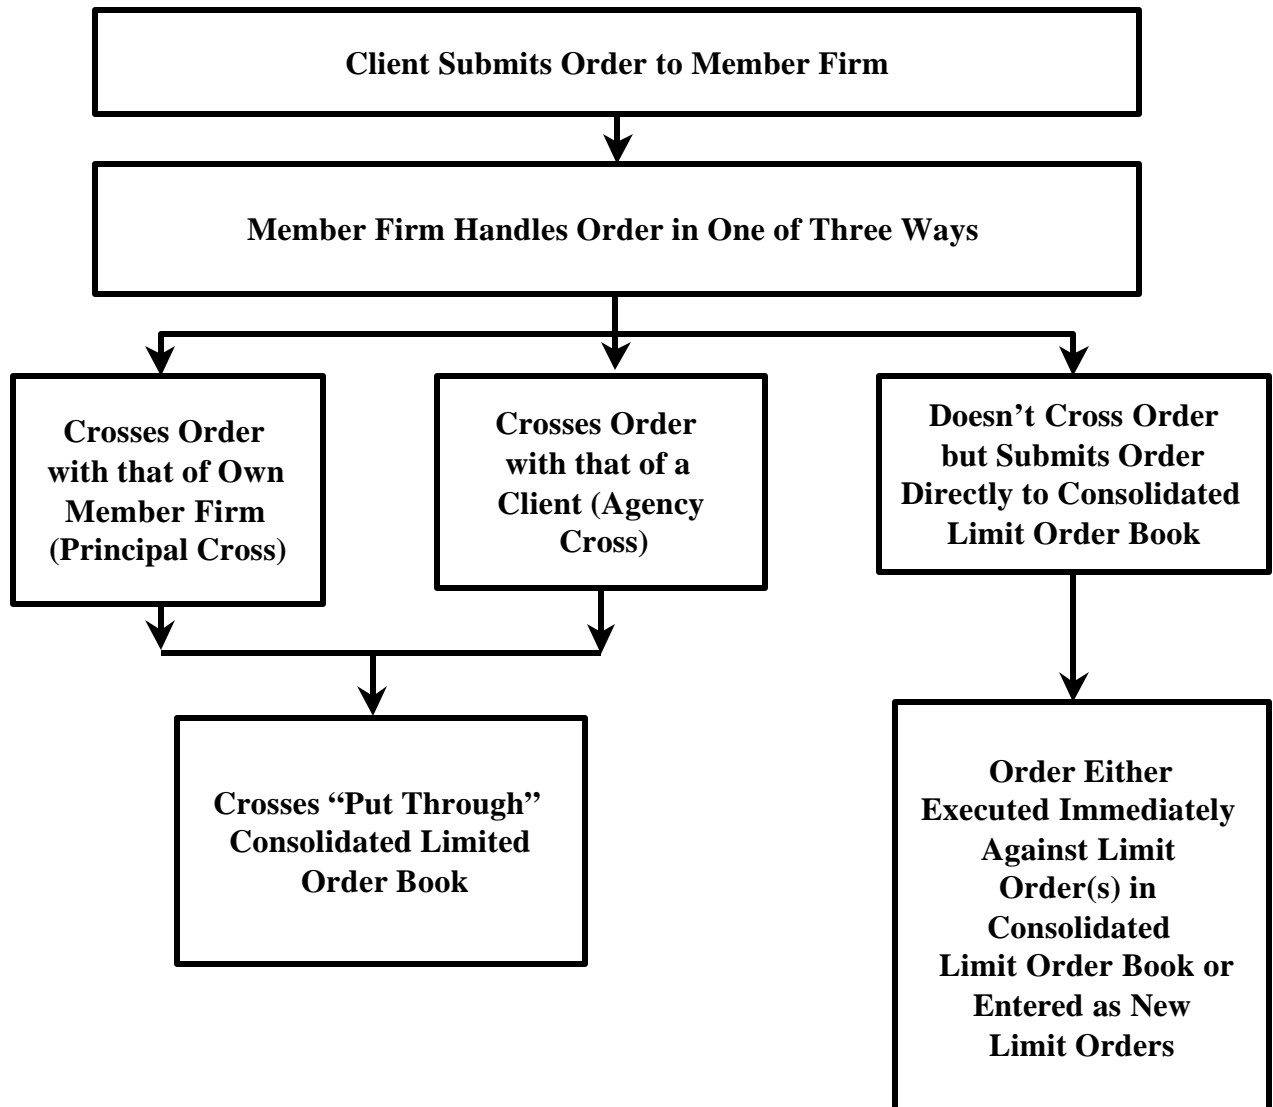 Client Submits Order to Member Firm
Member Firm Handles Order in One of Three Ways
Crosses Order
with that of Own
Member Firm
(Principal Cross)
Crosses Order
with that of a
Client (Agency
Cross)
Doesn’t Cross Order
but Submits Order
Directly to Consolidated
Limit Order Book
Crosses “Put Through”
Consolidated Limited
Order Book
Order Either
Executed Immediately
Against Limit
Order(s) in
Consolidated
Limit Order Book or
Entered as New
Limit Orders